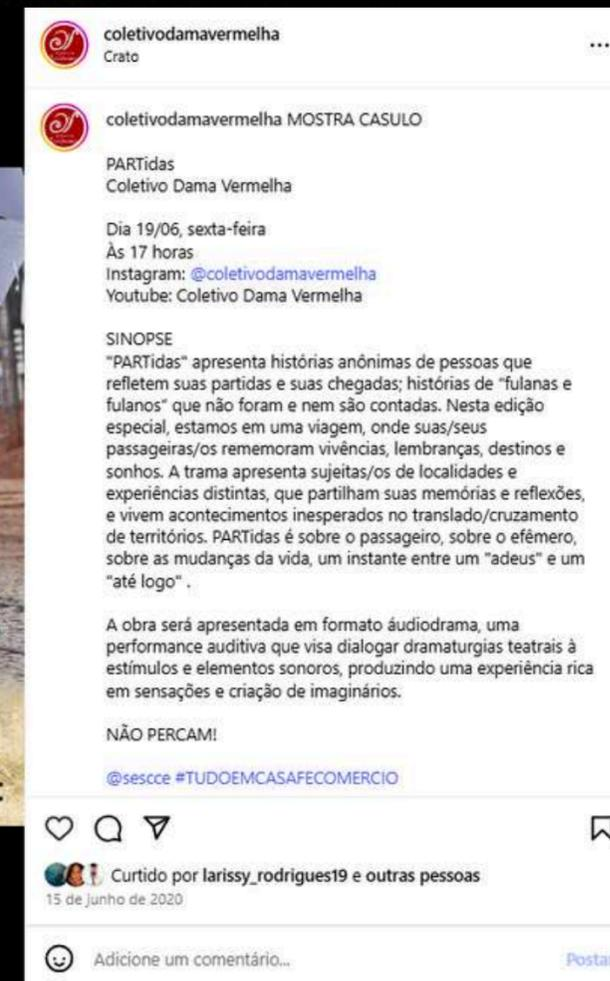 coletivodamavermelha
Crato
coletivodamavermelha MOSTRA CASULO
PARTidas
Coletivo Dama Vermelha
Dia 19/06, sexta-feira
Às 17 horas
Instagram: @coletivodamavermelha
Youtube: Coletivo Dama Vermelha
SINOPSE
"PARTidas" apresenta histórias anônimas de pessoas que
refletem suas partidas e suas chegadas; histórias de "fulanas e
fulanos" que não foram e nem são contadas. Nesta edição
especial, estamos em uma viagem, onde suas/seus
passageiras/os rememoram vivências, lembranças, destinos e
sonhos. A trama apresenta sujeitas/os de localidades e
experiências distintas, que partilham suas memórias e reflexões,
e vivem acontecimentos inesperados no translado/cruzamento
de territórios. PARTidas é sobre o passageiro, sobre o efêmero,
sobre as mudanças da vida, um instante entre um "adeus" e um
"até logo" .
A obra será apresentada em formato áudiodrama, uma
performance auditiva que visa dialogar dramaturgias teatrais à
estímulos e elementos sonoros, produzindo uma experiência rica
em sensações e criação de imaginários.
NÃO PERCAM!
@sescce #TUDOEMCASAFECOMERCIO
Curtido por larissy_rodrigues19 e outras pessoas
15 de junho de 2020
Adicione um comentário...
Postar